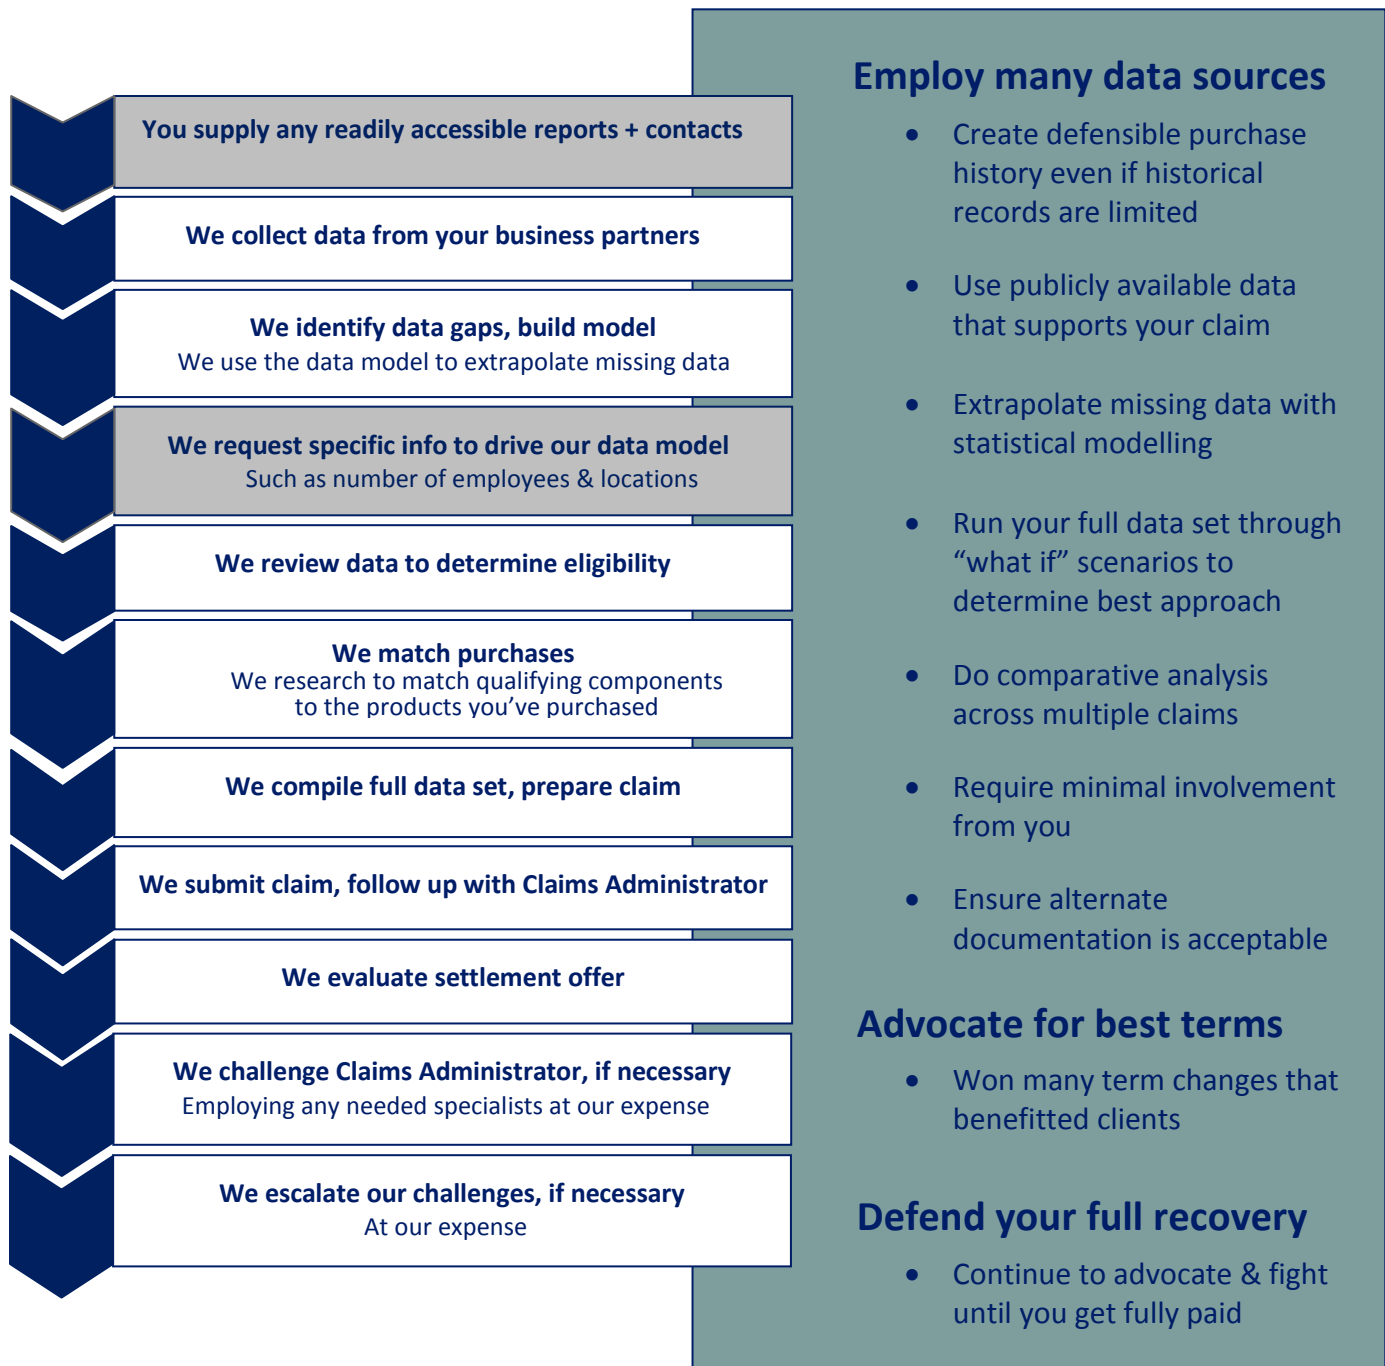 You supply any readily accessible reports + contacts
We collect data from your business partners
We identify data gaps, build model
We use the data model to extrapolate missing data
We request specific info to drive our data model
Such as number of employees & locations
We review data to determine eligibility
We match purchases
We research to match qualifying components
to the products you’ve purchased
We compile full data set, prepare claim
We submit claim, follow up with Claims Administrator
We evaluate settlement offer
We challenge Claims Administrator, if necessary
Employing any needed specialists at our expense
We escalate our challenges, if necessary
At our expense
Employ many data sources
• Create defensible purchase
history even if historical
records are limited
• Use publicly available data
that supports your claim
• Extrapolate missing data with
statistical modelling
• Run your full data set through
“what if” scenarios to
determine best approach
• Do comparative analysis
across multiple claims
• Require minimal involvement
from you
• Ensure alternate
documentation is acceptable
Advocate for best terms
• Won many term changes that
benefitted clients
Defend your full recovery
• Continue to advocate & fight
until you get fully paid